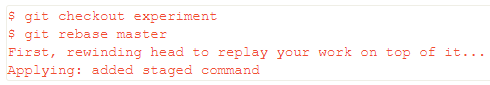 $ git checkout experiment
$ git rebase master
First, rewinding head to replay your work on top of it...
Applying: added staged command